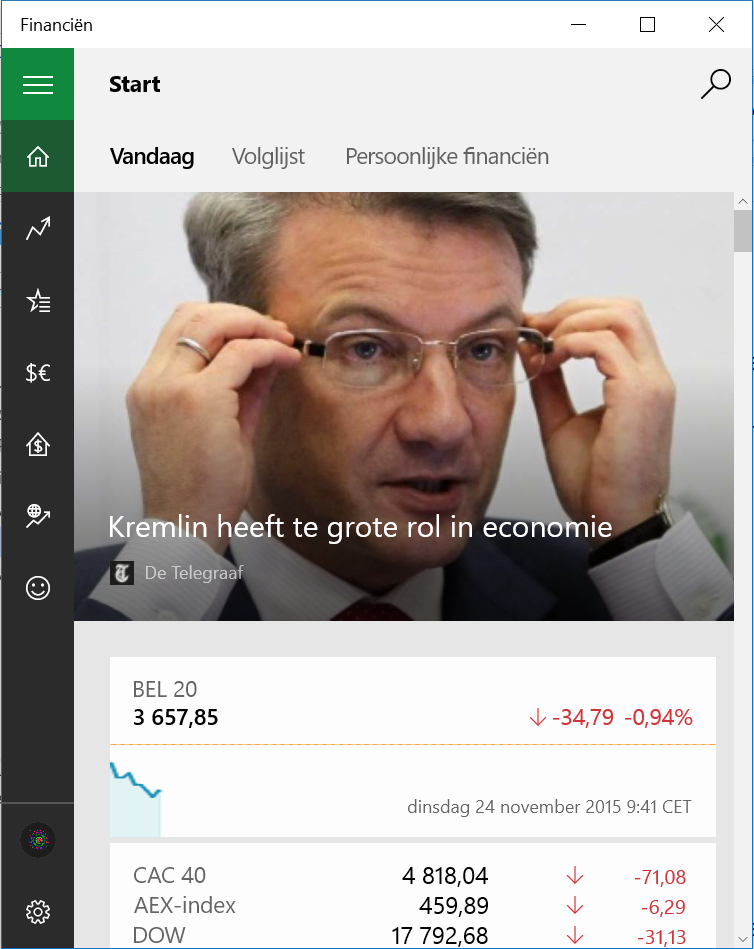 Financiën
Start
Vandaag Volglijst Persoonlijke financiën
$€
$
Kremlin heeft te grote rol in economie
T De Telegraaf
BEL 20
3 657,85 ↓ -34,79 -0,94%
dinsdag 24 november 2015 9:41 CET
CAC 40 4 818,04 ↓ -71,08
AEX-index 459,89 ↓ -6,29
DOW 17 792,68 ↓ -31,13